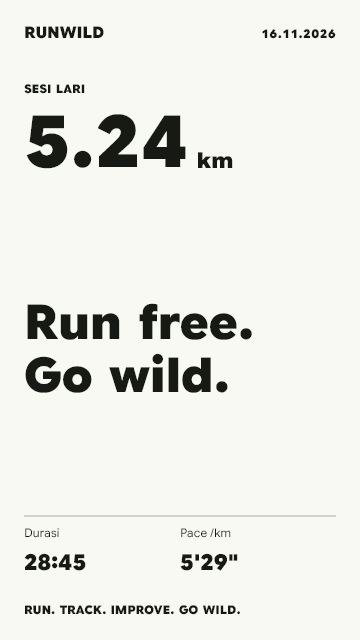 RUNWILD
16.11.2026
SESI LARI
5.24 km
Run free.
Go wild.
Durasi
Pace /km
28:45
5'29"
RUN. TRACK. IMPROVE. GO WILD.